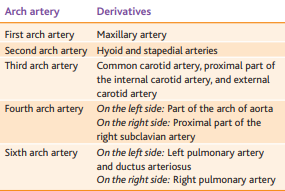 Arch artery Derivatives
First arch artery Maxillary artery
Second arch artery Hyoid and stapedial arteries
Third arch artery Common carotid artery, proximal part of
the internal carotid artery, and external
carotid artery
Fourth arch artery On the left side: Part of the arch of aorta
On the right side: Proximal part of the
right subclavian artery
Sixth arch artery On the left side: Left pulmonary artery
and ductus arteriosus
On the right side: Right pulmonary artery